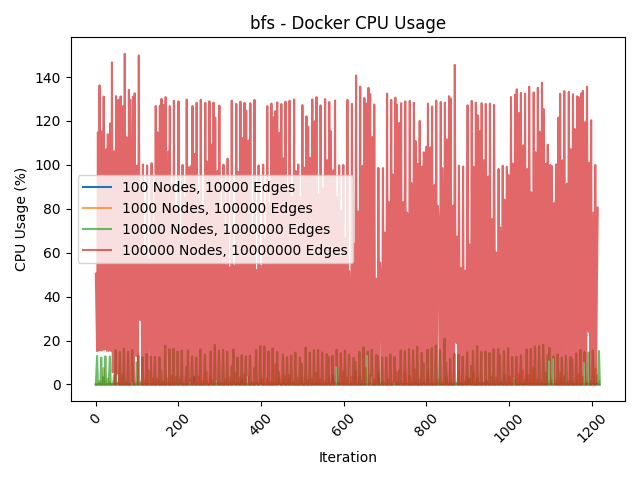 bfs - Docker CPU Usage
CPU Usage (%)
140
120
100
80
60
40
20
0
100 Nodes, 10000 Edges
1000 Nodes, 100000 Edges
10000 Nodes, 1000000 Edges
100000 Nodes, 10000000 Edges
0
200
400
600
800
1000
1200
Iteration